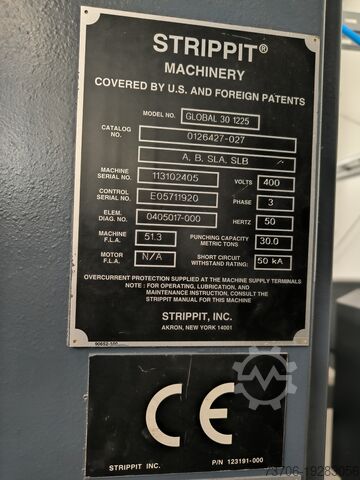 STRIPPIT®
MACHINERY
COVERED BY U.S. AND FOREIGN PATENTS
MODEL NO. GLOBAL 30 1225
CATALOG NO. 0126427-027
A, B, SLA, SLB
MACHINE SERIAL NO. 113102405 VOLTS 400
CONTROL SERIAL NO. E05711920 PHASE 3
ELEM. DIAG. NO. 0405017-000 HERTZ 50
MACHINE F.L.A. 51.3 PUNCHING CAPACITY METRIC TONS 30.0
MOTOR F.L.A. N/A SHORT CIRCUIT WITHSTAND RATING: 50 kA
OVERCURRENT PROTECTION SUPPLIED AT THE MACHINE SUPPLY TERMINALS
NOTE : FOR OPERATING, LUBRICATION, AND
MAINTENANCE INSTRUCTION, CONSULT THE
STRIPPIT MANUAL FOR THIS MACHINE
STRIPPIT, INC.
AKRON, NEW YORK 14001
CE
STRIPPIT INC. P/N 123191-000